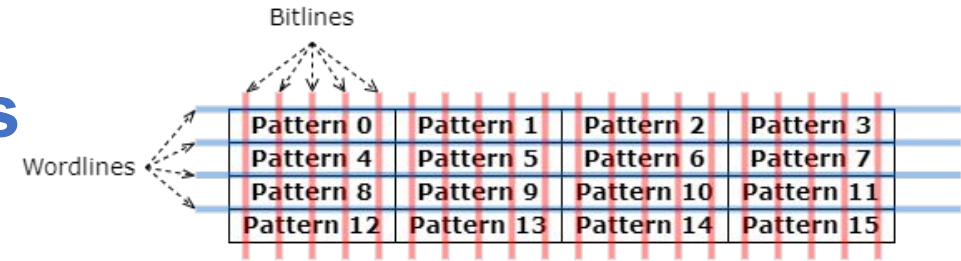 Bitlines
s
Pattern 0 Pattern 1 Pattern 2 Pattern 3
Wordlines
Pattern 4 Pattern 5 Pattern 6 Pattern 7
Pattern 8 Pattern 9 Pattern 10 Pattern 11
Pattern 12 Pattern 13 Pattern 14 Pattern 15